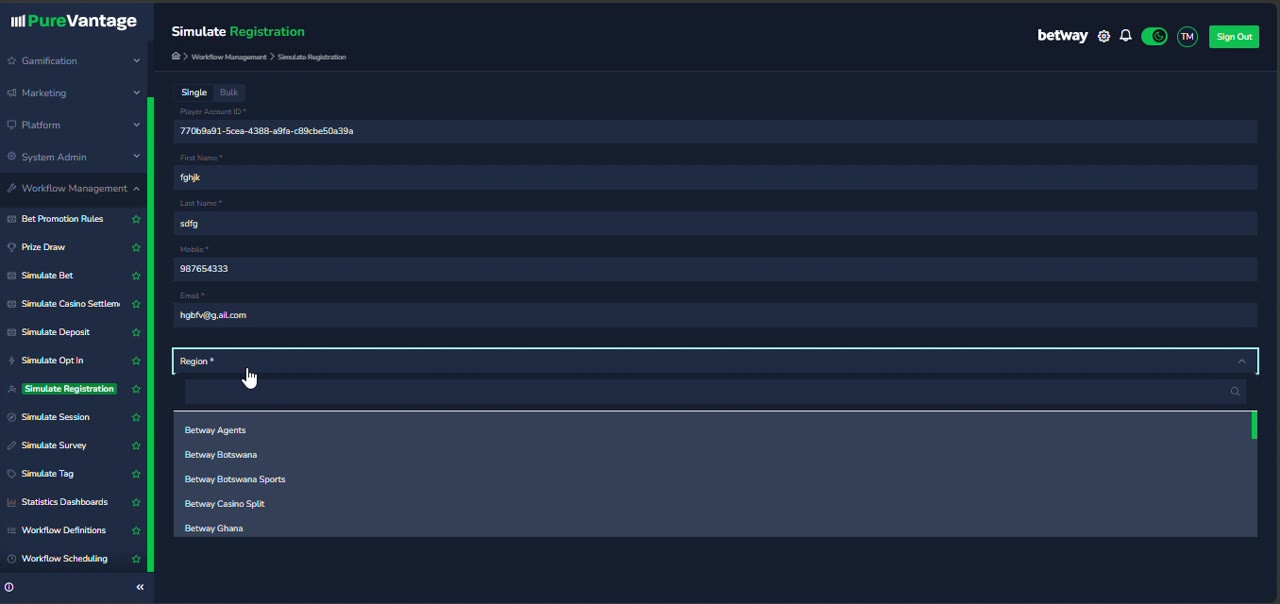 PureVantage
Gamification
Marketing
Platform
System Admin
Workflow Management
Bet Promotion Rules
Prize Draw
Simulate Bet
Simulate Casino Settlem
Simulate Deposit
Simulate Opt In
Simulate Registration
Simulate Session
Simulate Survey
Simulate Tag
Statistics Dashboards
Workflow Definitions
Workflow Scheduling
«
Simulate Registration
Workflow Management > Simulate Registration
betway TM Sign Out
Single Bulk
Player Account ID *
770b9a91-5cea-4388-a9fa-c89cbe50a39a
First Name *
fghjk
Last Name *
sdfg
Mobile *
987654333
Email *
hgbfv@g,ail.com
Region *
Betway Agents
Betway Botswana
Betway Botswana Sports
Betway Casino Split
Betway Ghana